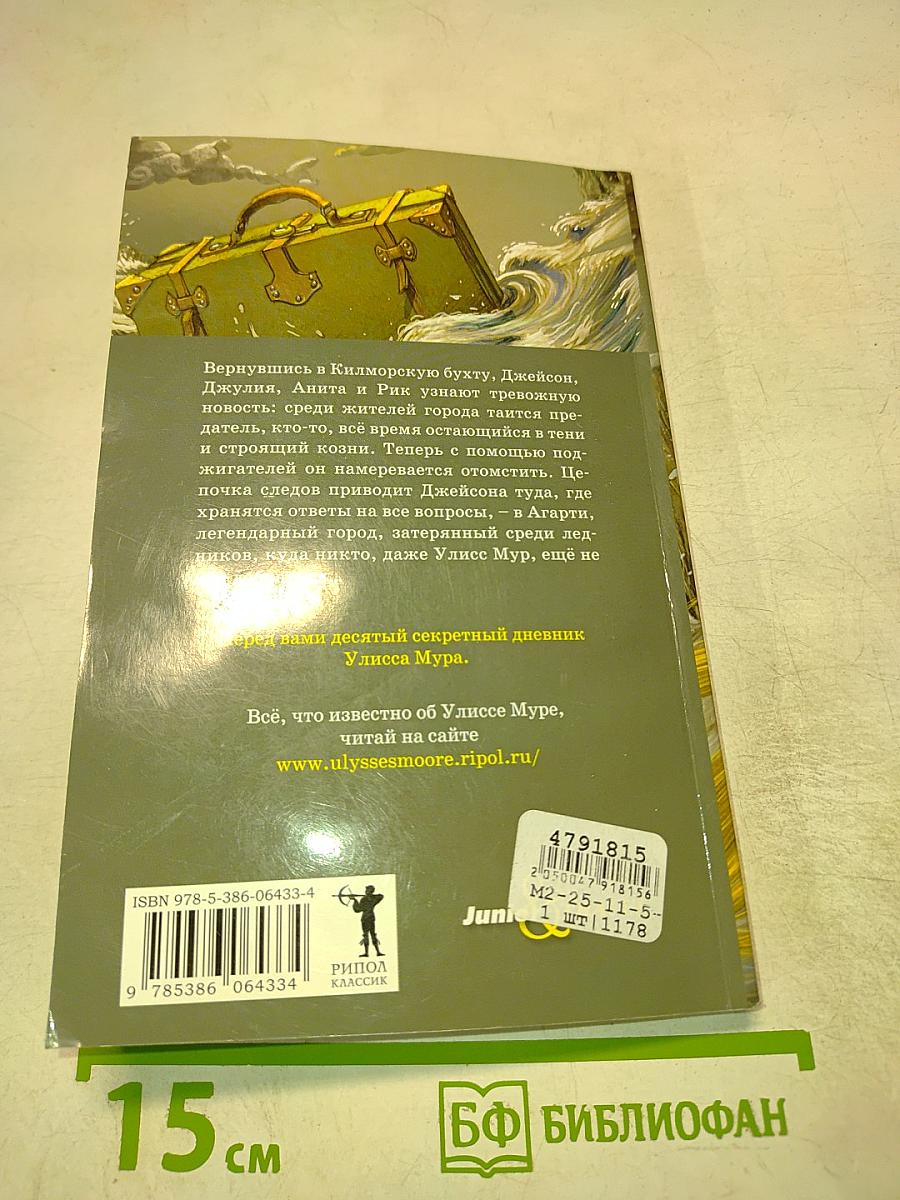 Вернувшись в Килморскую бухту, Джейсон,
Джулия, Анита и Рик узнают тревожную
новость: среди жителей города таится пре-
датель, кто-то, всё время остающийся в тени
и строящий козни. Теперь с помощью под-
жигателей он намеревается отомстить. Це-
почка следов приводит Джейсона туда, где
хранятся ответы на все вопросы, – в Агарти,
легендарный город, затерянный среди лед-
ников, куда никто, даже Улисс Мур, ещё не
вами десятый секретный дневник
Улисса Мура.
Всё, что известно об Улиссе Муре,
читай на сайте
www.ulyssesmoore.ripol.ru/
4791815
2 050047 918156
М2-25-11-5-
1 шт|1178
ISBN 978-5-386-06433-4
9 785386 064334
РИПОЛ
КЛАССИК
15 см
БФ БИБЛИОФАН